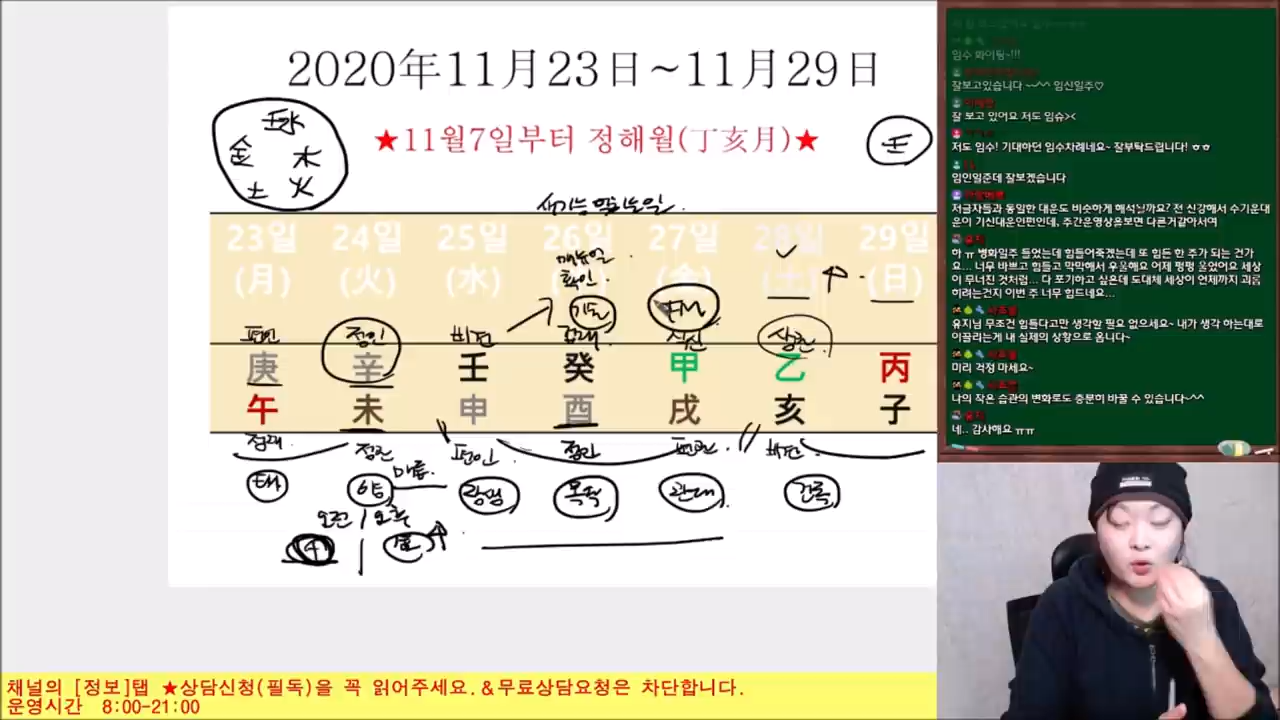 2020年11月23日~11月29日
★11월7일부터 정해월(丁亥月)★
壬水
金 木
土 火
壬
23일 24일 25일 26일 27일 28일 29일
(月) (火) (水) (金) (土) (日)
확인.
편인 정인 비견 겁재 식신 상관
庚 辛 壬 癸 甲 乙 丙
午 未 申 酉 戌 亥 子
정재 정관 편인 정인 편관 비견
태 양 장생 목욕 관대 건록
오전 오후
임수 화이팅~!!!
잘보고있습니다 ~~^^ 임신일주♡
잘 보고 있어요 저도 임슈><
저도 임수! 기대하던 임수차례네요~ 잘부탁드립니다! ㅎㅎ
임인일준데 잘보겠습니다
저글자들과 동일한 대운도 비슷하게 해석될까요? 전 신강해서 수기운대
운이 기신대운인편인데, 주간운영상을보면 다른거같아서여
하 ㅠ 병화일주 들었는데 힘들어죽겠는데 또 힘든 한 주가 되는 건가
요... 너무 바쁘고 힘들고 막막해서 우울해요 어제 펑펑 울었어요 세상
이 무너진 것처럼... 다 포기하고 싶은데 도대체 세상이 언제까지 괴롭
히려는건지 이번 주 너무 힘드네요...
유지님 무조건 힘들다고만 생각할 필요 없으세요~ 내가 생각 하는대로
이끌리는게 내 실제의 상황으로 옵니다~
미리 걱정 마세요~
나의 작은 습관의 변화로도 충분히 바뀔 수 있습니다~^^
네.. 감사해요 ㅠㅠ
채널의 [정보]탭 ★상담신청(필독)을 꼭 읽어주세요.&무료상담요청은 차단합니다.
운영시간 8:00-21:00